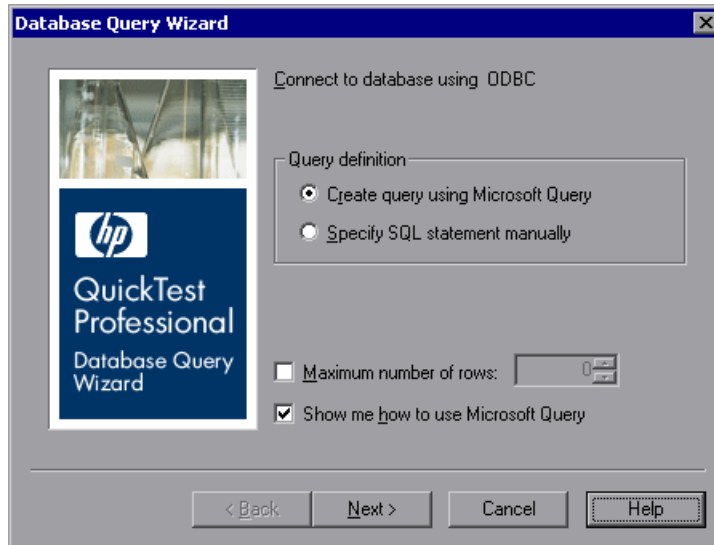 Database Query Wizard
Connect to database using ODBC
Query definition
Create query using Microsoft Query
Specify SQL statement manually
hp
QuickTest
Professional
Database Query
Wizard
Maximum number of rows: 0
Show me how to use Microsoft Query
< Back Next > Cancel Help